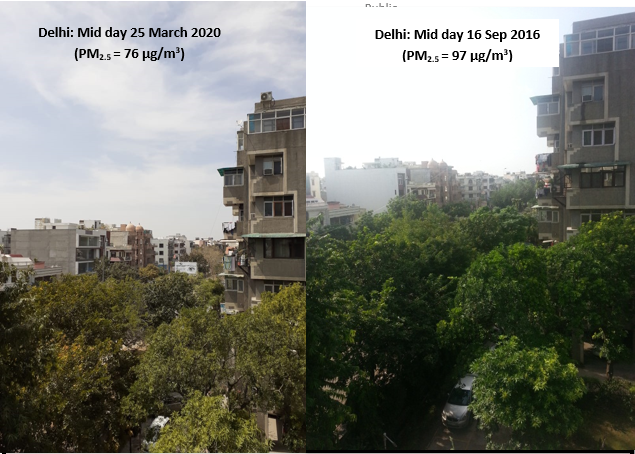 Delhi: Mid day 25 March 2020
(PM2.5 = 76 µg/m³)
Delhi: Mid day 16 Sep 2016
(PM2.5 = 97 µg/m³)